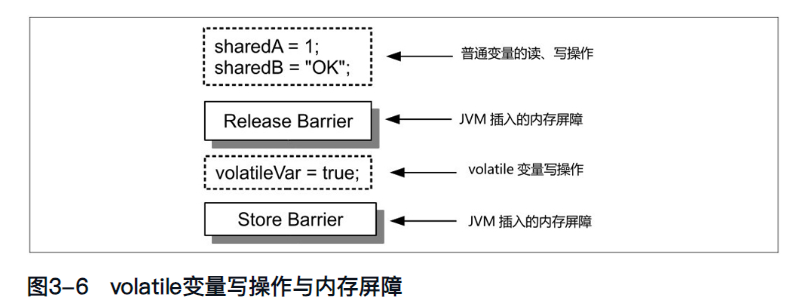 sharedA = 1;
sharedB = "OK";
普通变量的读、写操作
Release Barrier
JVM 插入的内存屏障
volatileVar = true;
volatile 变量写操作
Store Barrier
JVM 插入的内存屏障
图3-6 volatile变量写操作与内存屏障